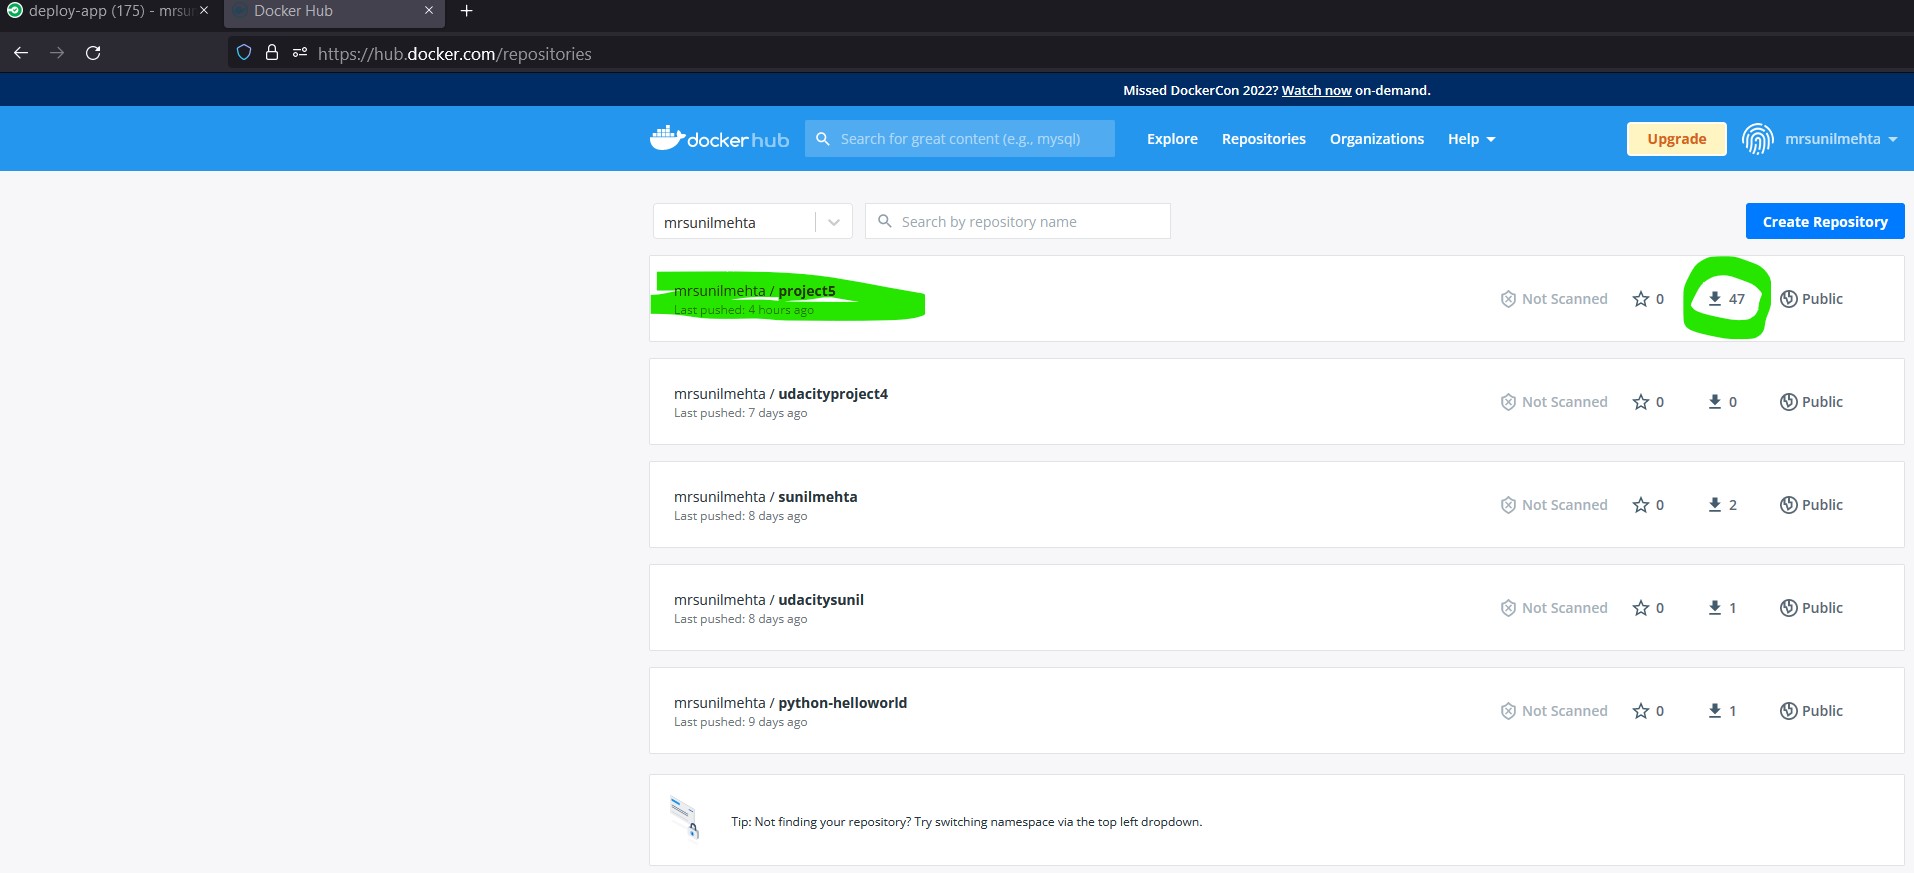 deploy-app (175) - mrsun
Docker Hub
https://hub.docker.com/repositories
Missed DockerCon 2022? Watch now on-demand.
docker hub
Search for great content (e.g., mysql)
Explore
Repositories
Organizations
Help
Upgrade
mrsunilmehta
mrsunilmehta
Search by repository name
Create Repository
mrsunilmehta / project5
Last pushed: 4 hours ago
Not Scanned
0
47
Public
mrsunilmehta / udacityproject4
Last pushed: 7 days ago
Not Scanned
0
0
Public
mrsunilmehta / sunilmehta
Last pushed: 8 days ago
Not Scanned
0
2
Public
mrsunilmehta / udacitysunil
Last pushed: 8 days ago
Not Scanned
0
1
Public
mrsunilmehta / python-helloworld
Last pushed: 9 days ago
Not Scanned
0
1
Public
Tip: Not finding your repository? Try switching namespace via the top left dropdown.